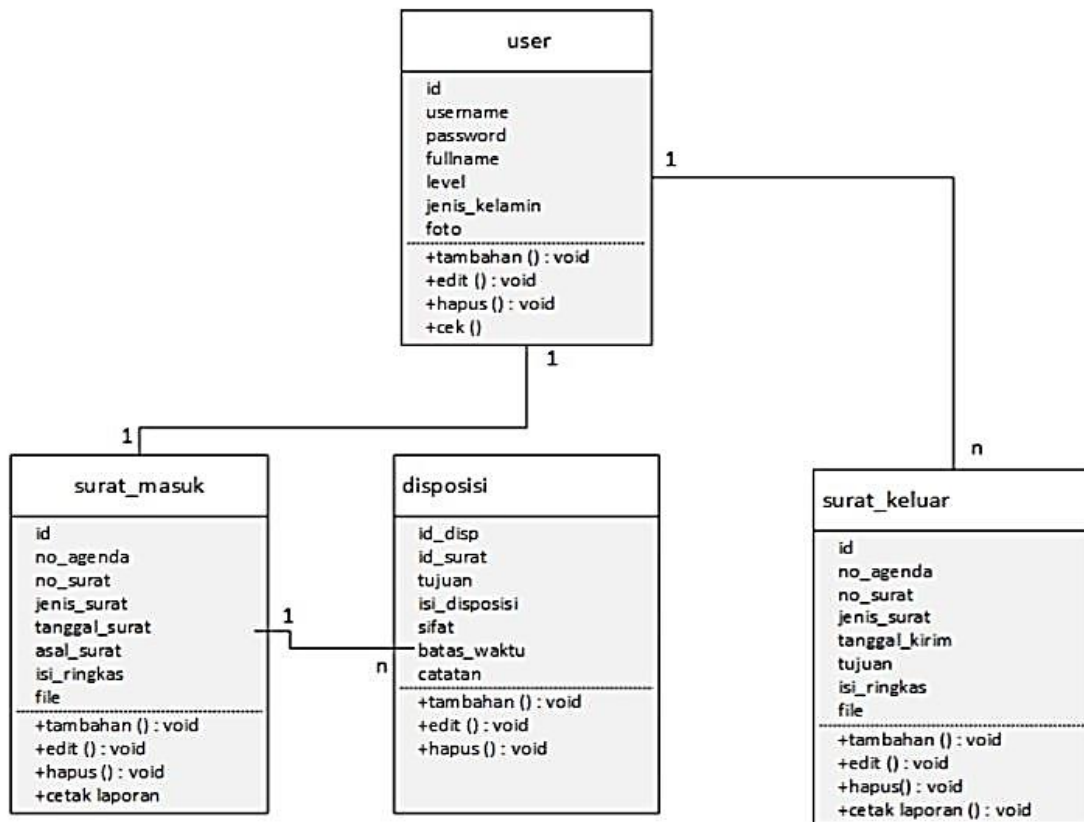 user
id
username
password
fullname
level
jenis_kelamin
foto
+tambahan () : void
+edit () : void
+hapus () : void
+cek ()
1
1
1
n
surat_masuk
id
no_agenda
no_surat
jenis_surat
tanggal_surat
asal_surat
isi_ringkas
file
+tambahan () : void
+edit () : void
+hapus () : void
+cetak laporan
1
n
disposisi
id_disp
id_surat
tujuan
isi_disposisi
sifat
batas_waktu
catatan
+tambahan () : void
+edit () : void
+hapus () : void
surat_keluar
id
no_agenda
no_surat
jenis_surat
tanggal_kirim
tujuan
isi_ringkas
file
+tambahan () : void
+edit () : void
+hapus() : void
+cetak laporan () : void